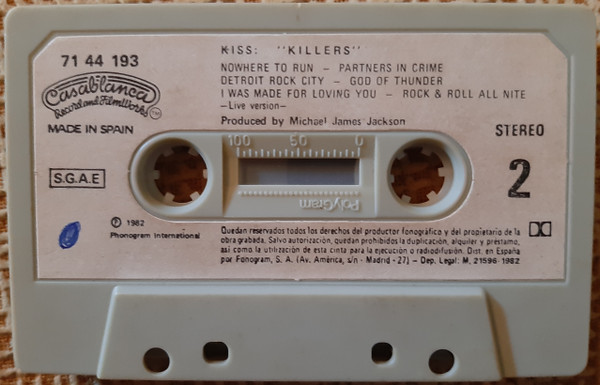 71 44 193
KISS: "KILLERS"
NOWHERE TO RUN – PARTNERS IN CRIME
DETROIT ROCK CITY – GOD OF THUNDER
I WAS MADE FOR LOVING YOU – ROCK & ROLL ALL NITE
–Live version–
Produced by Michael James Jackson
Casablanca
Record and FilmWorks
TM
MADE IN SPAIN
STEREO
100 50 0
PolyGram
S.G.A.E
2
Ⓟ 1982
Phonogram International
Quedan reservados todos los derechos del productor fonográfico y del propietario de la
obra grabada. Salvo autorización, quedan prohibidos la duplicación, alquiler y préstamo,
así como la utilización de esta cinta para la ejecución o radiodifusión. Dist. en España
por Fonogram, S. A. (Av. América, s/n - Madrid - 27) – Dep. Legal: M. 21596-1982